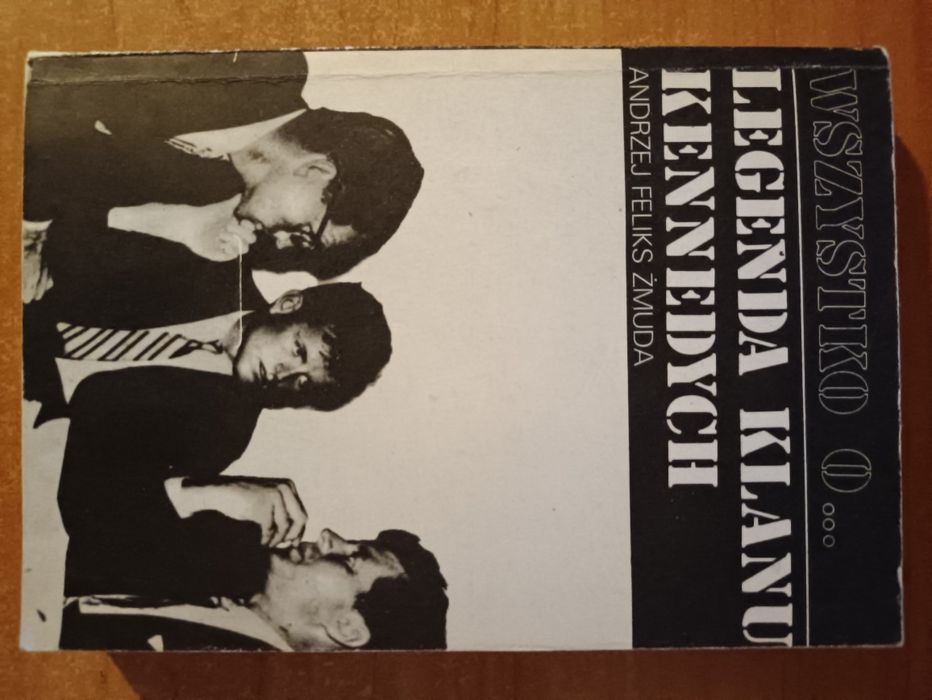 WSZYSTKO O...
LEGENDA KLANU
KENNEDYCH
ANDRZEJ FELIKS ŻMUDA